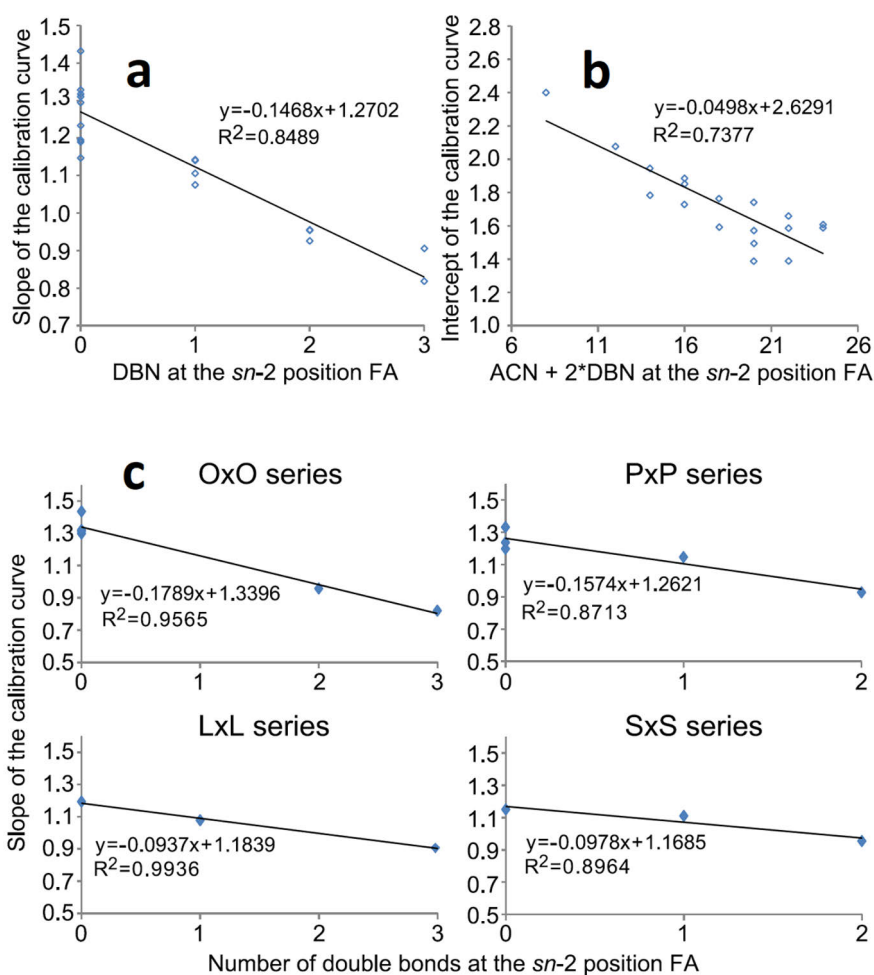 a
Slope of the calibration curve
1.5
1.4
1.3
1.2
1.1
1.0
0.9
0.8
0.7
y=-0.1468x+1.2702
R2=0.8489
0 1 2 3
DBN at the sn-2 position FA
b
Intercept of the calibration curve
2.8
2.6
2.4
2.2
2.0
1.8
1.6
1.4
1.2
1.0
y=-0.0498x+2.6291
R2=0.7377
6 11 16 21 26
ACN + 2*DBN at the sn-2 position FA
c
Slope of the calibration curve
OxO series
1.5
1.3
1.1
0.9
0.7
0.5
y=-0.1789x+1.3396
R2=0.9565
0 1 2 3
PxP series
1.5
1.3
1.1
0.9
0.7
0.5
y=-0.1574x+1.2621
R2=0.8713
0 1 2
LxL series
1.5
1.3
1.1
0.9
0.7
0.5
y=-0.0937x+1.1839
R2=0.9936
0 1 2 3
SxS series
1.5
1.3
1.1
0.9
0.7
0.5
y=-0.0978x+1.1685
R2=0.8964
0 1 2
Number of double bonds at the sn-2 position FA